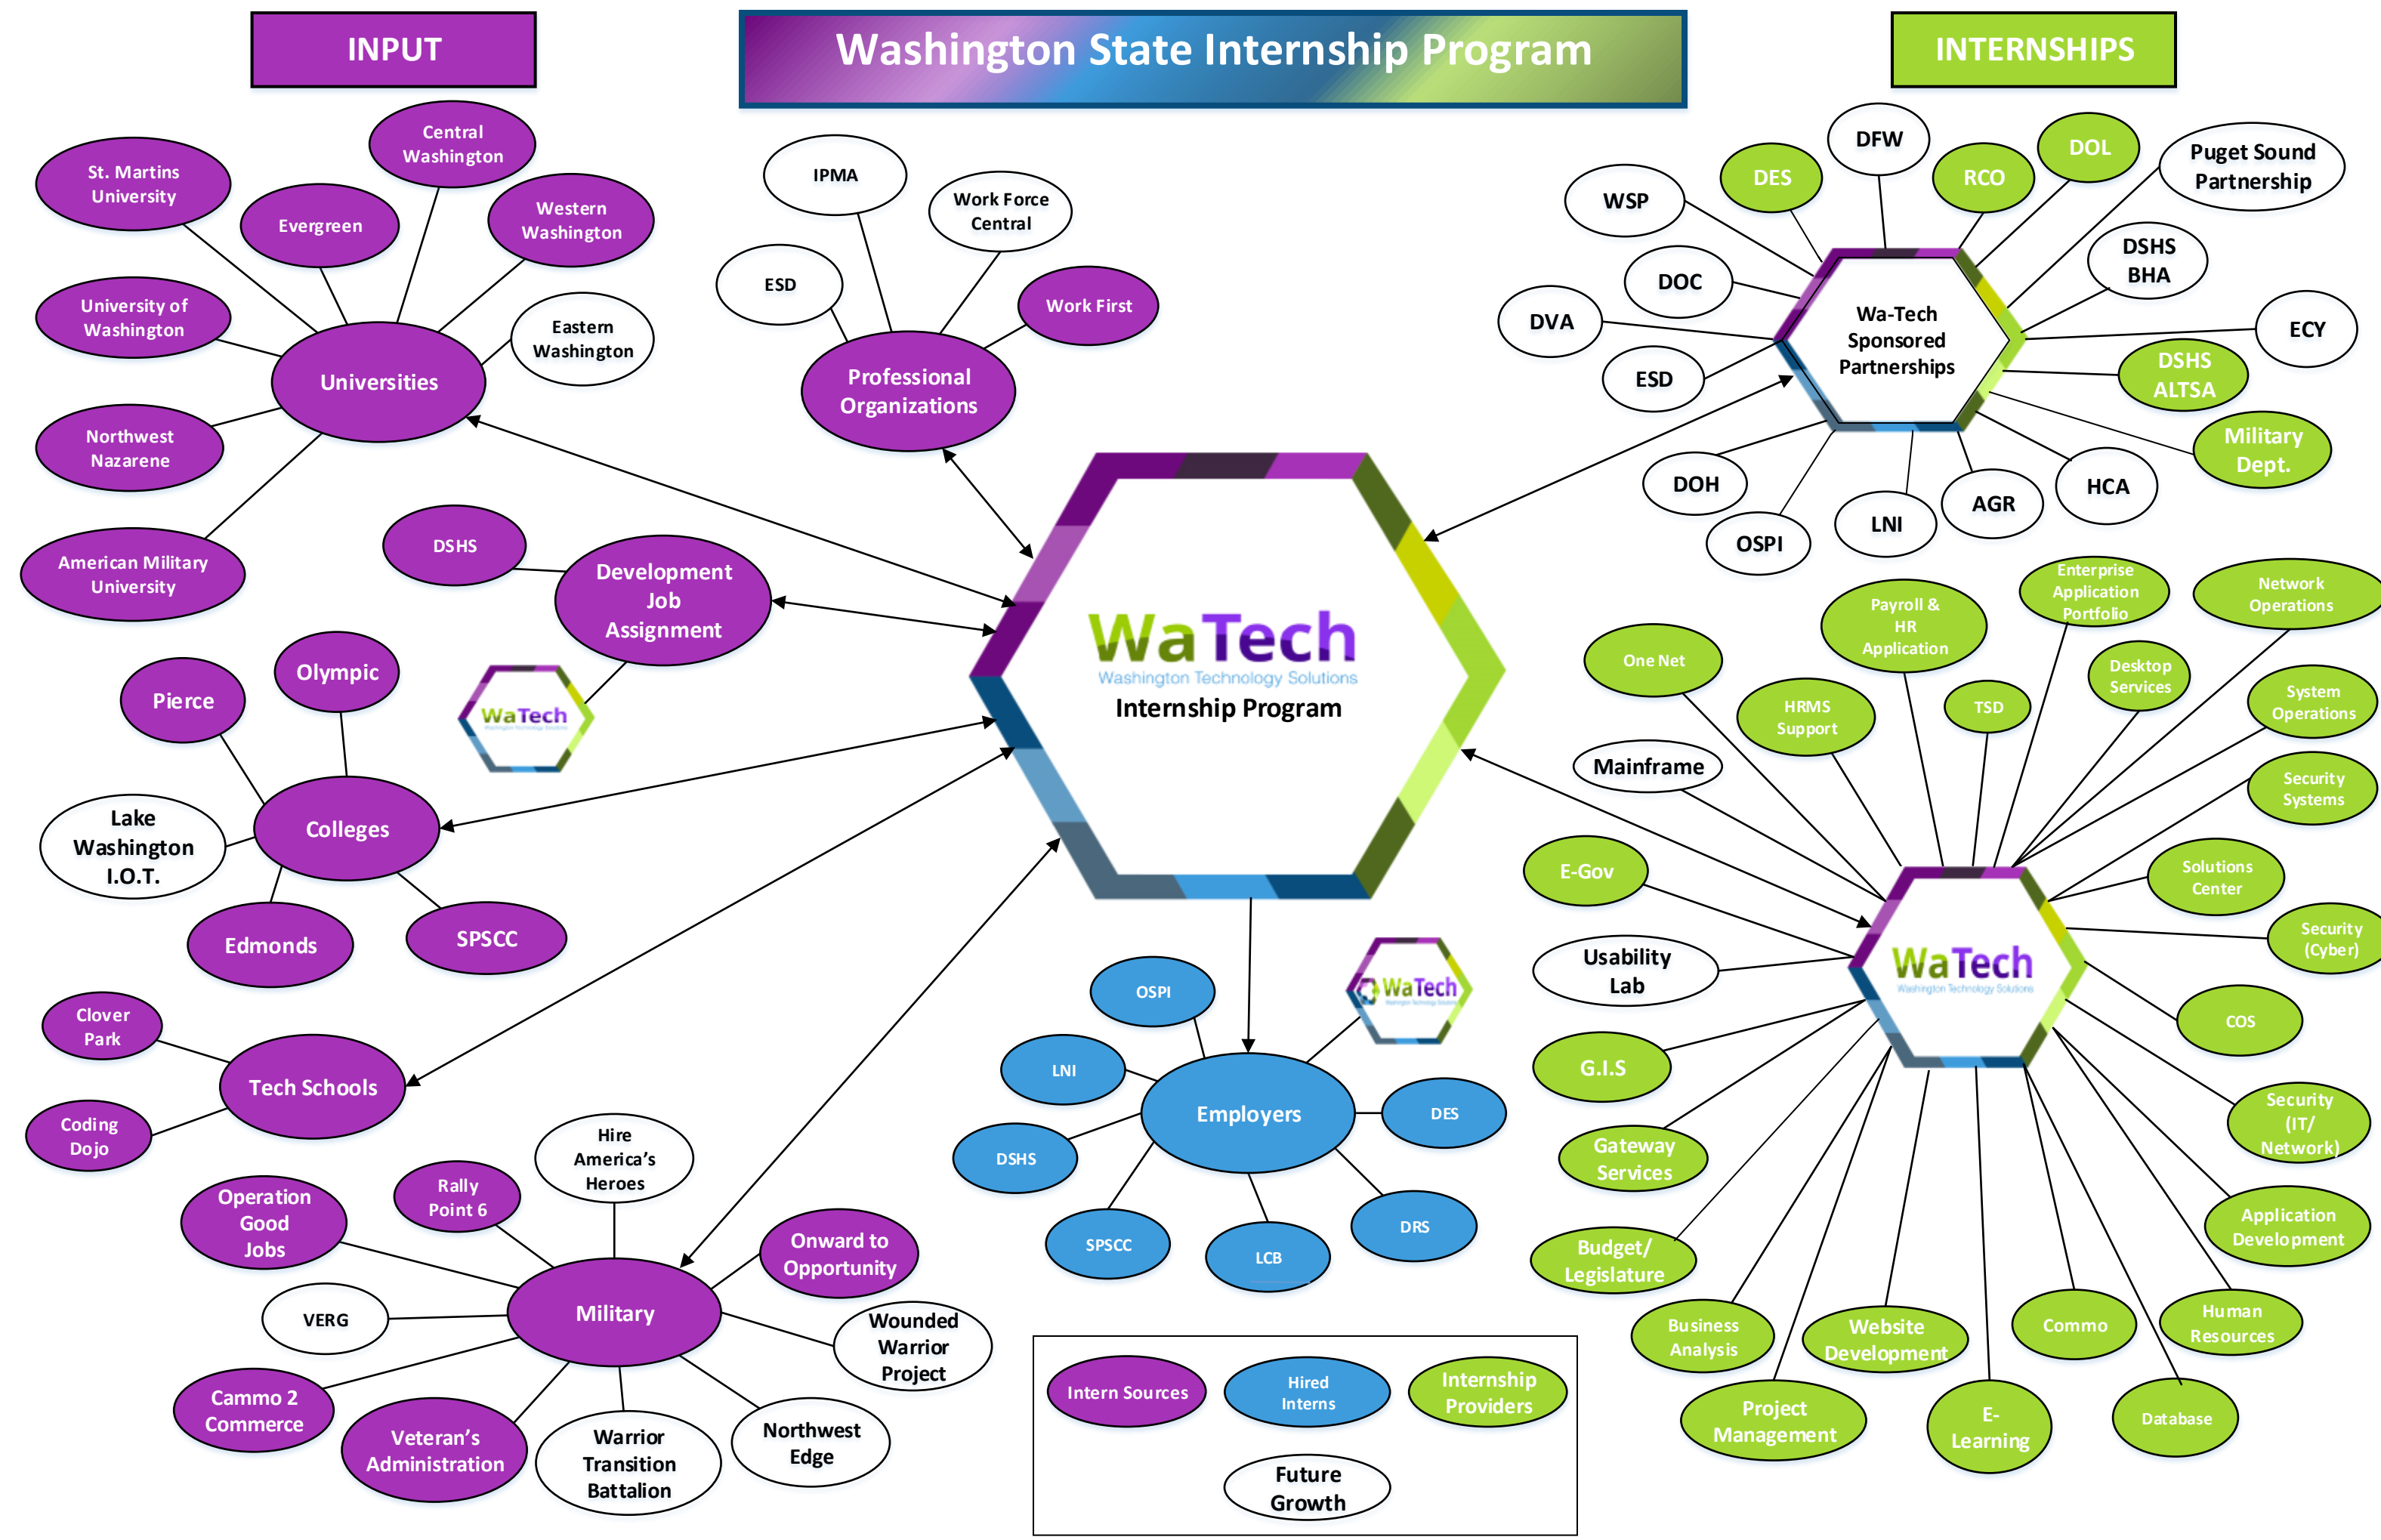 INPUT
Washington State Internship Program
INTERNSHIPS
St. Martins
University
Evergreen
Central
Washington
Western
Washington
University of
Washington
Eastern
Washington
Universities
Northwest
Nazarene
American Military
University
IPMA
Work Force
Central
ESD
Work First
Professional
Organizations
DSHS
Development
Job
Assignment
WaTech
Washington Technology Solutions
Pierce
Olympic
Lake
Washington
I.O.T.
Colleges
Edmonds
SPSCC
Clover
Park
Tech Schools
Coding
Dojo
Operation
Good
Jobs
Rally
Point 6
Hire
America's
Heroes
Onward to
Opportunity
VERG
Military
Wounded
Warrior
Project
Cammo 2
Commerce
Veteran's
Administration
Warrior
Transition
Battalion
Northwest
Edge
WaTech
Washington Technology Solutions
Internship Program
OSPI
WaTech
Washington Technology Solutions
LNI
Employers
DES
DSHS
SPSCC
LCB
DRS
Intern Sources
Hired
Interns
Internship
Providers
Future
Growth
WSP
DES
DFW
RCO
DOL
Puget Sound
Partnership
DOC
DSHS
BHA
DVA
Wa-Tech
Sponsored
Partnerships
ECY
ESD
DSHS
ALTSA
Military
Dept.
DOH
OSPI
LNI
AGR
HCA
One Net
Payroll &
HR
Application
Enterprise
Application
Portfolio
Network
Operations
HRMS
Support
TSD
Desktop
Services
System
Operations
Mainframe
Security
Systems
E-Gov
Solutions
Center
Usability
Lab
WaTech
Washington Technology Solutions
Security
(Cyber)
G.I.S
COS
Gateway
Services
Security
(IT/
Network)
Budget/
Legislature
Application
Development
Business
Analysis
Website
Development
Commo
Human
Resources
Project
Management
E-
Learning
Database